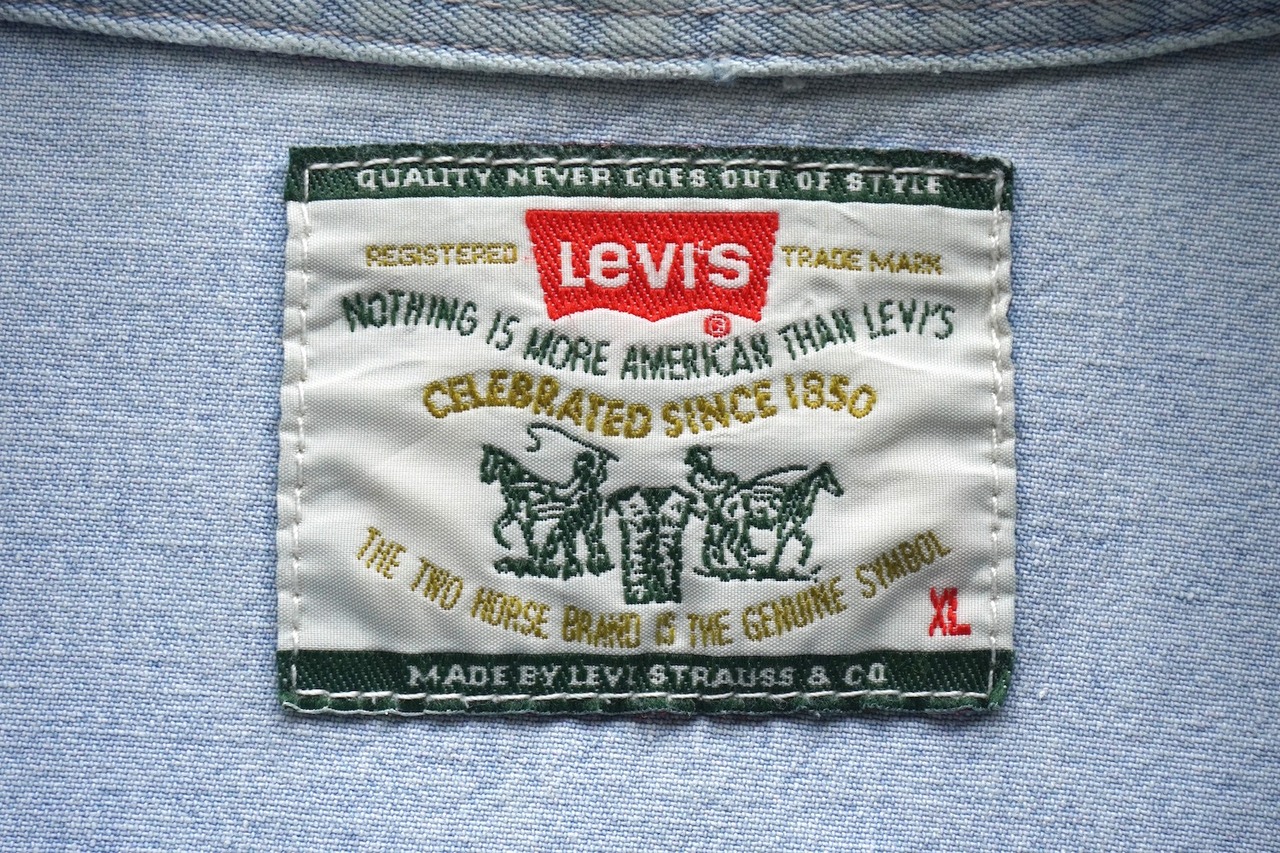 QUALITY NEVER GOES OUT OF STYLE
REGISTERED LEVI'S TRADE MARK
®
NOTHING IS MORE AMERICAN THAN LEVI'S
CELEBRATED SINCE 1850
THE TWO HORSE BRAND IS THE GENUINE SYMBOL
XL
MADE BY LEVI STRAUSS & CO